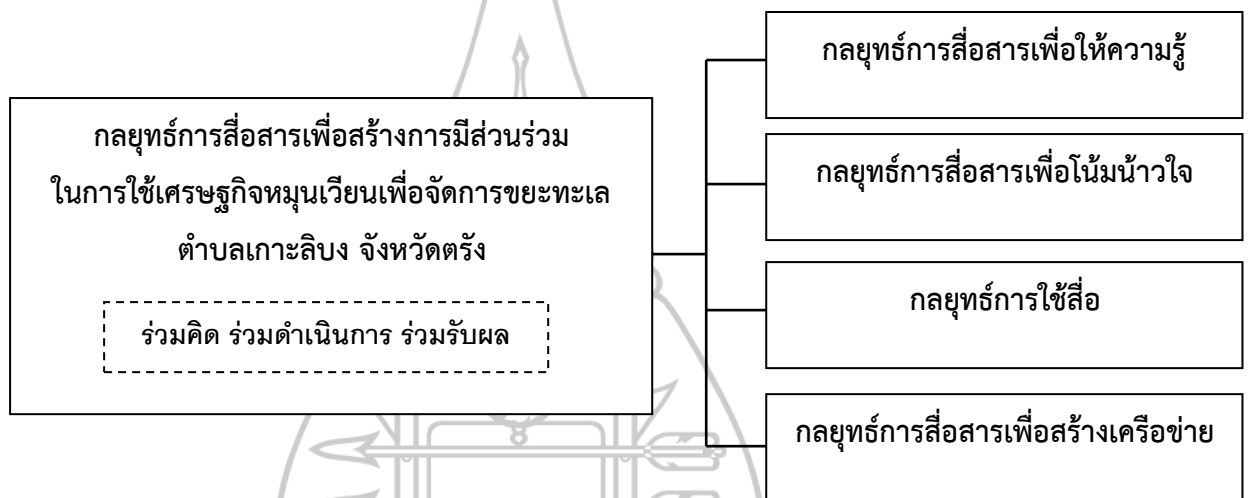 กลยุทธ์การสื่อสารเพื่อสร้างการมีส่วนร่วม
ในการใช้เศรษฐกิจหมุนเวียนเพื่อจัดการขยะทะเล
ตำบลเกาะลิบง จังหวัดตรัง
ร่วมคิด ร่วมดำเนินการ ร่วมรับผล
กลยุทธ์การสื่อสารเพื่อให้ความรู้
กลยุทธ์การสื่อสารเพื่อโน้มน้าวใจ
กลยุทธ์การใช้สื่อ
กลยุทธ์การสื่อสารเพื่อสร้างเครือข่าย